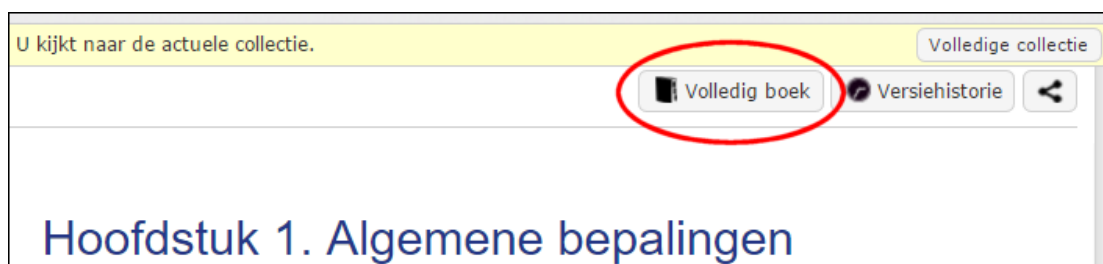 U kijkt naar de actuele collectie. Volledige collectie
Volledig boek Versiehistorie
Hoofdstuk 1. Algemene bepalingen